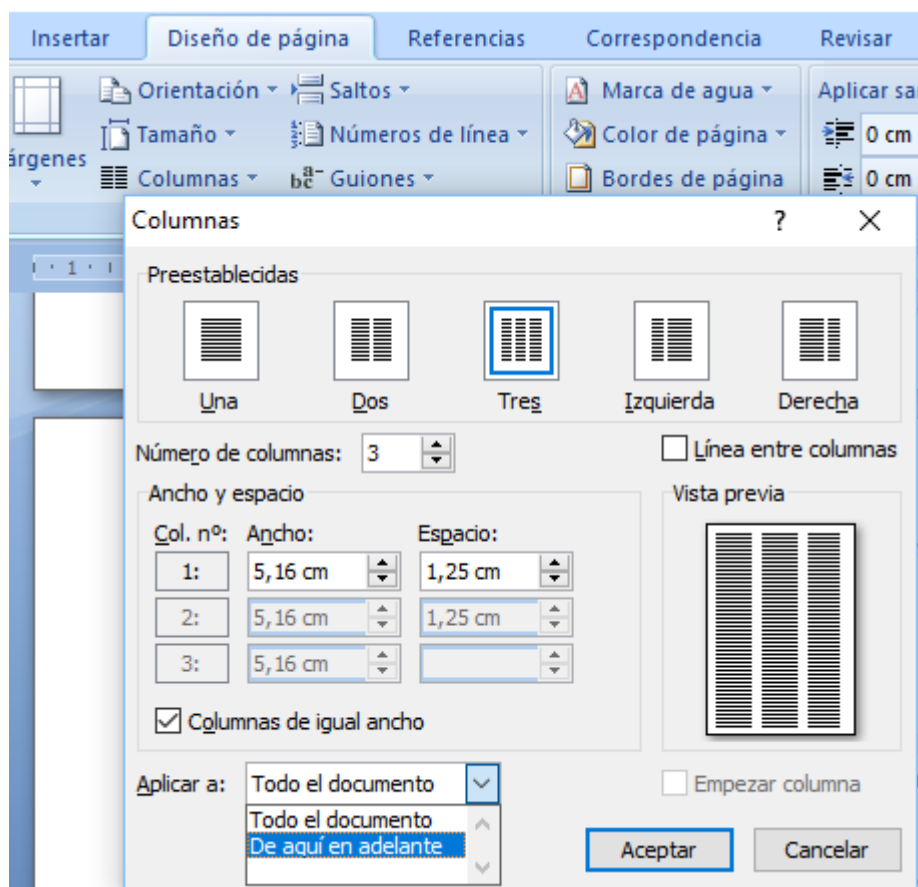 Insertar Diseño de página Referencias Correspondencia Revisar
Orientación Saltos Marca de agua Aplicar sa
Tamaño Números de línea Color de página 0 cm
árgenes
Columnas Guiones Bordes de página 0 cm
Columnas ?
1
Preestablecidas
Una Dos Tres Izquierda Derecha
Número de columnas: 3 Línea entre columnas
Ancho y espacio Vista previa
Col. nº: Ancho: Espacio:
1: 5,16 cm 1,25 cm
2: 5,16 cm 1,25 cm
3: 5,16 cm
Columnas de igual ancho
Aplicar a: Todo el documento Empezar columna
Todo el documento
De aquí en adelante
Aceptar Cancelar